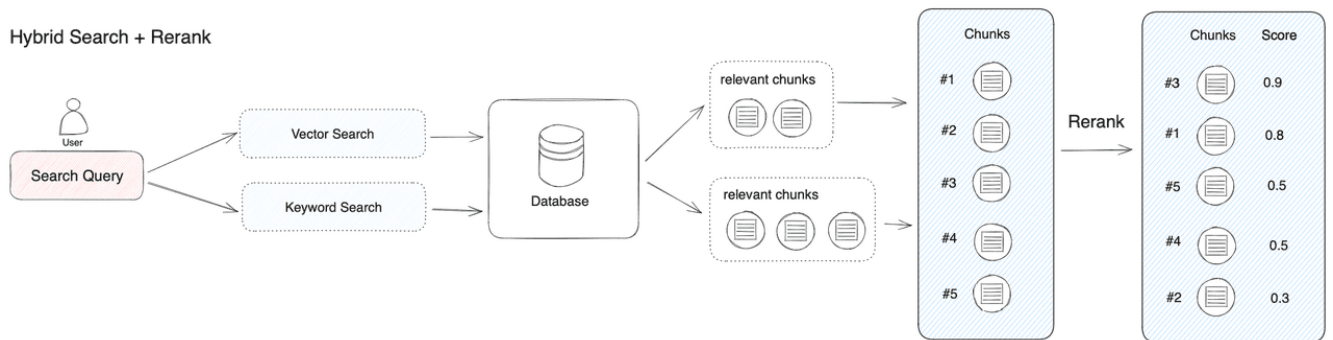 Hybrid Search + Rerank
User
Search Query
Vector Search
Keyword Search
Database
relevant chunks
relevant chunks
Chunks
#1
#2
#3
#4
#5
Rerank
Chunks Score
#3 0.9
#1 0.8
#5 0.5
#4 0.5
#2 0.3